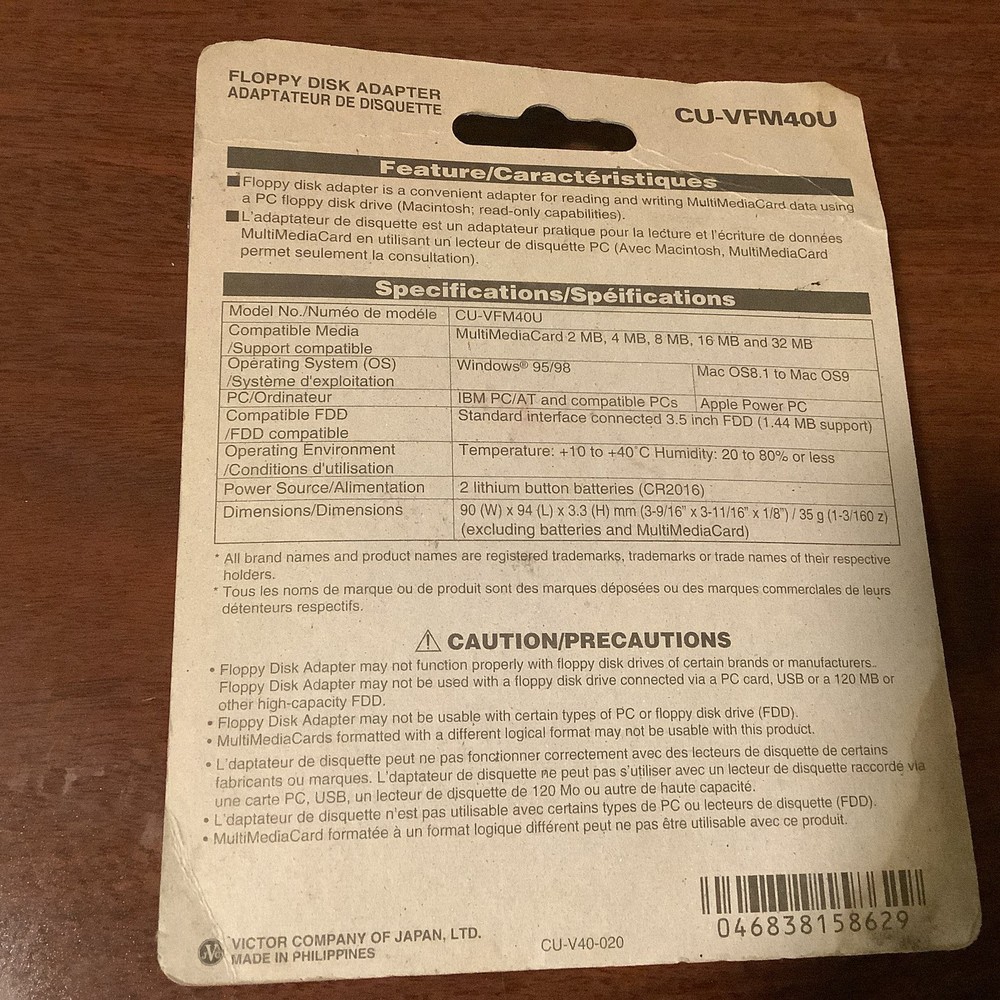 FLOPPY DISK ADAPTER
ADAPTATEUR DE DISQUETTE
CU-VFM40U
Feature/Caractéristiques
■Floppy disk adapter is a convenient adapter for reading and writing MultiMediaCard data using
a PC floppy disk drive (Macintosh; read-only capabilities).
■L'adaptateur de disquette est un adaptateur pratique pour la lecture et l'écriture de données
MultiMediaCard en utilisant un lecteur de disquette PC (Avec Macintosh, MultiMediaCard
permet seulement la consultation).
Specifications/Spéifications
Model No./Numéo de modéle CU-VFM40U
Compatible Media
/Support compatible
MultiMediaCard 2 MB, 4 MB, 8 MB, 16 MB and 32 MB
Operating System (OS)
/Système d'exploitation
Windows® 95/98 Mac OS8.1 to Mac OS9
PC/Ordinateur IBM PC/AT and compatible PCs Apple Power PC
Compatible FDD
/FDD compatible
Standard interface connected 3.5 inch FDD (1.44 MB support)
Operating Environment
/Conditions d'utilisation
Temperature: +10 to +40˚C Humidity: 20 to 80% or less
Power Source/Alimentation 2 lithium button batteries (CR2016)
Dimensions/Dimensions 90 (W) x 94 (L) x 3.3 (H) mm (3-9/16" x 3-11/16" x 1/8") / 35 g (1-3/160 z)
(excluding batteries and MultiMediaCard)
* All brand names and product names are registered trademarks, trademarks or trade names of their respective
holders.
* Tous les noms de marque ou de produit sont des marques déposées ou des marques commerciales de leurs
détenteurs respectifs.
⚠ CAUTION/PRECAUTIONS
• Floppy Disk Adapter may not function properly with floppy disk drives of certain brands or manufacturers..
Floppy Disk Adapter may not be used with a floppy disk drive connected via a PC card, USB or a 120 MB or
other high-capacity FDD.
• Floppy Disk Adapter may not be usable with certain types of PC or floppy disk drive (FDD).
• MultiMediaCards formatted with a different logical format may not be usable with this product.
• L'daptateur de disquette peut ne pas fonctionner correctement avec des lecteurs de disquette de certains
fabricants ou marques. L'daptateur de disquette ne peut pas s'utiliser avec un lecteur de disquette raccordé via
une carte PC, USB, un lecteur de disquette de 120 Mo ou autre de haute capacité.
• L'daptateur de disquette n'est pas utilisable avec certains types de PC ou lecteurs de disquette (FDD).
• MultiMediaCard formatée à un format logique différent peut ne pas être utilisable avec ce produit.
046838158629
JVC VICTOR COMPANY OF JAPAN, LTD.
MADE IN PHILIPPINES
CU-V40-020